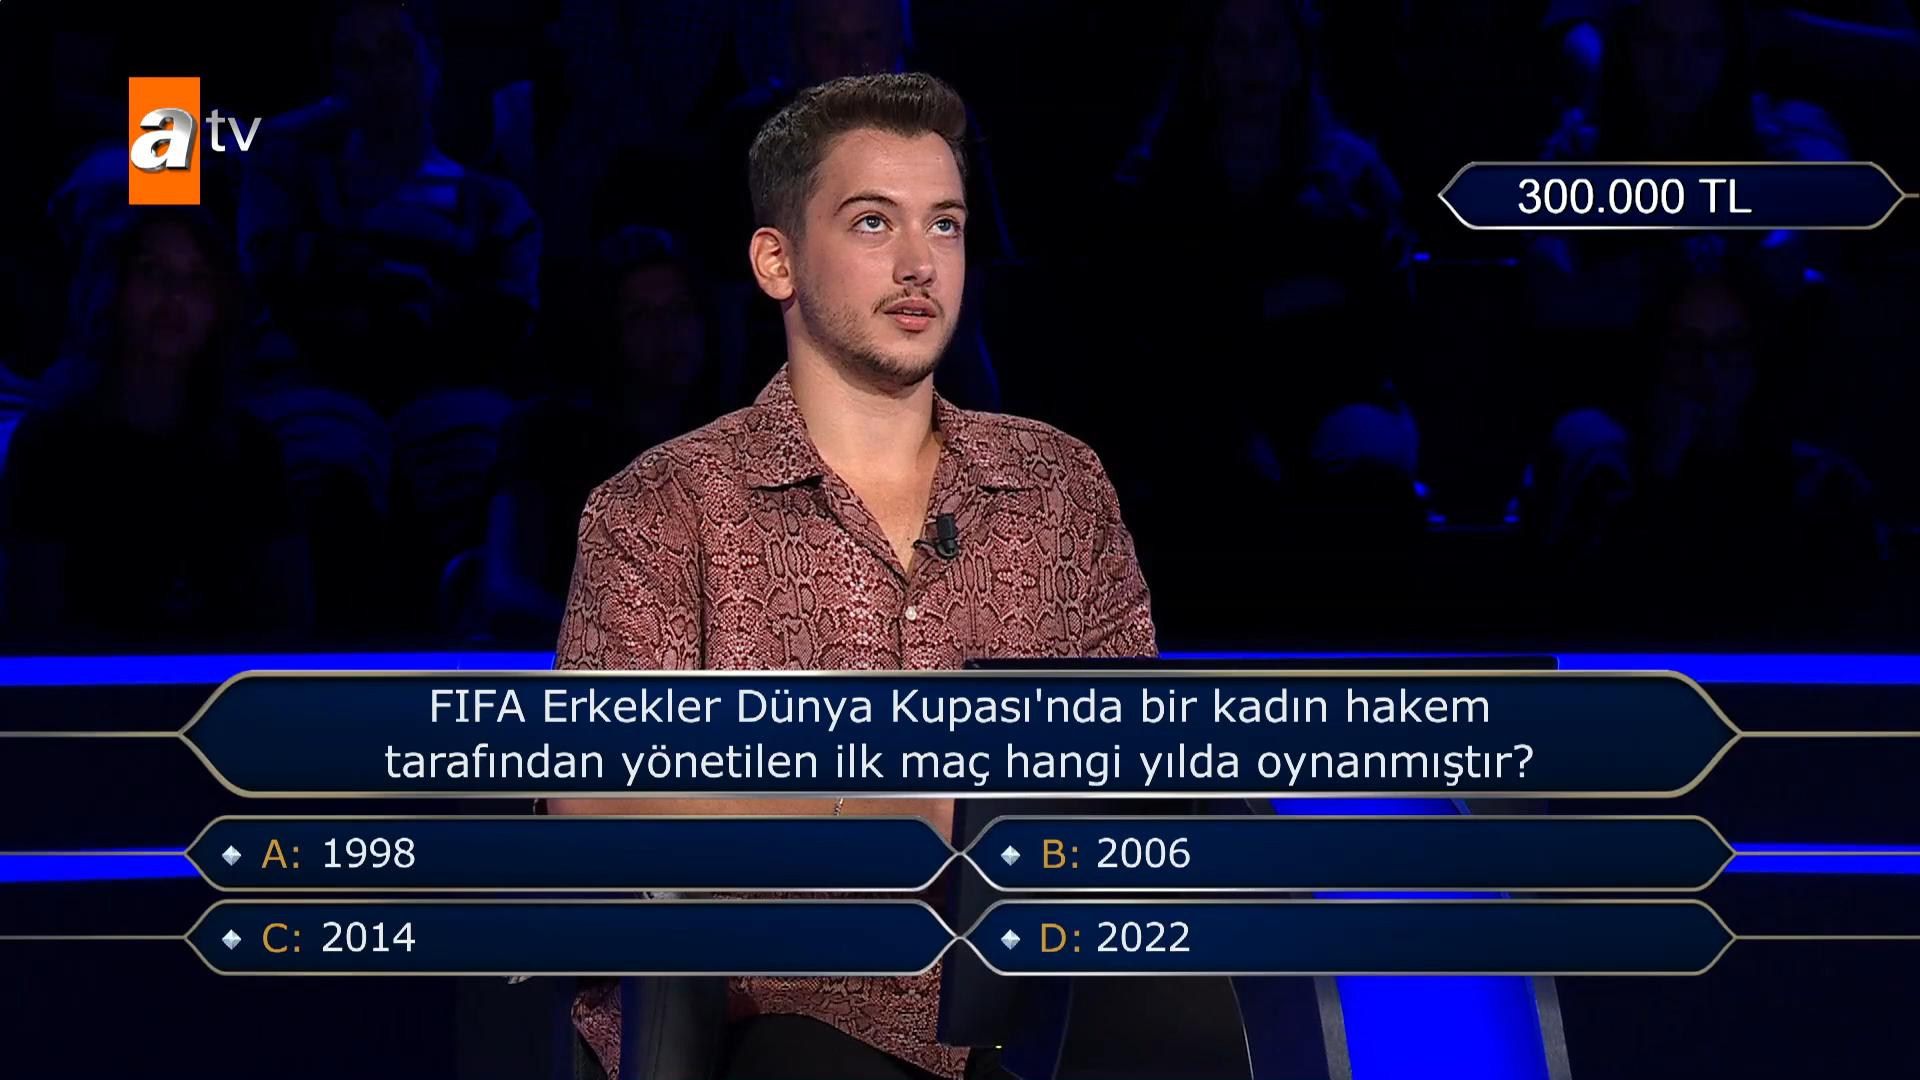 atv
300.000 TL
FIFA Erkekler Dünya Kupası'nda bir kadın hakem
tarafından yönetilen ilk maç hangi yılda oynanmıştır?
A: 1998
B: 2006
C: 2014
D: 2022